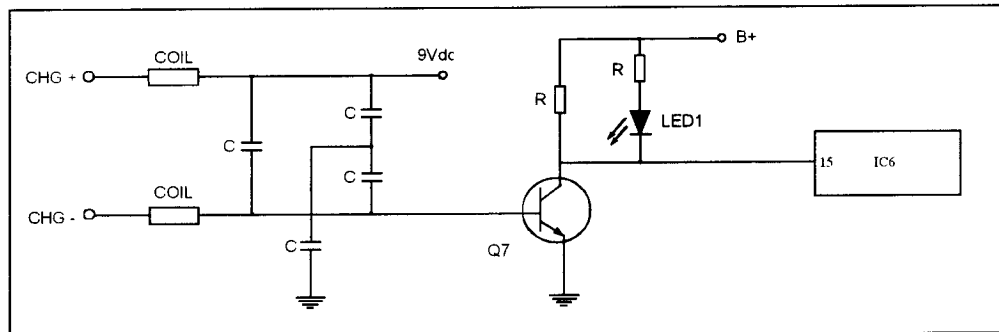 COIL
CHG +
9Vdc
B+
R
R
C
C
LED1
C
15 IC6
COIL
CHG -
C
Q7